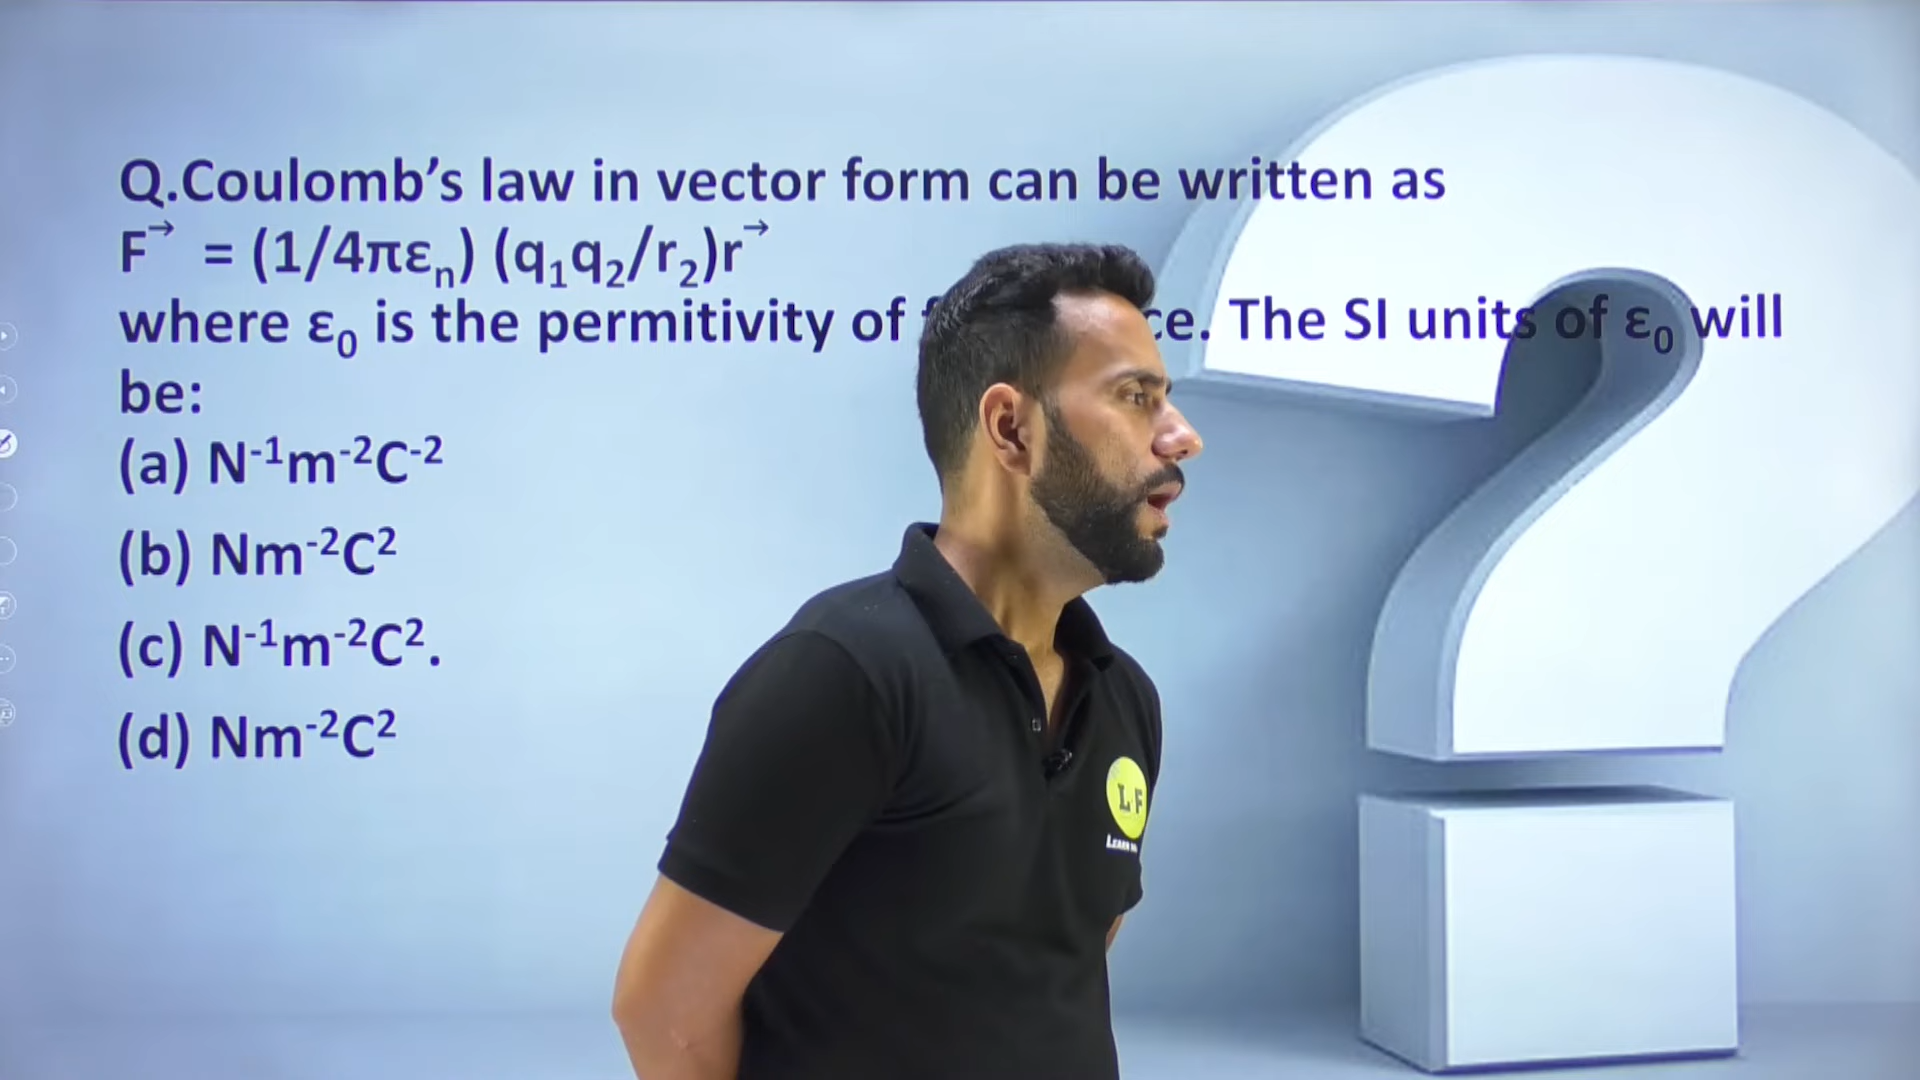 Q.Coulomb’s law in vector form can be written as
F⃗ = (1/4πεₙ) (q₁q₂/r₂)r⃗
where ε₀ is the permitivity of ce. The SI units of ε₀ will
be:
(a) N⁻¹m⁻²C⁻²
(b) Nm⁻²C²
(c) N⁻¹m⁻²C².
(d) Nm⁻²C²
L F
LEARN